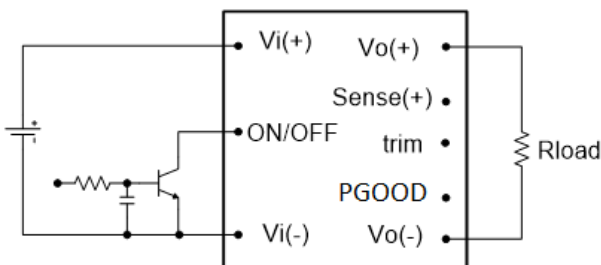 Vi(+) Vo(+)
Sense(+)
ON/OFF trim Rload
PGOOD
Vi(-) Vo(-)